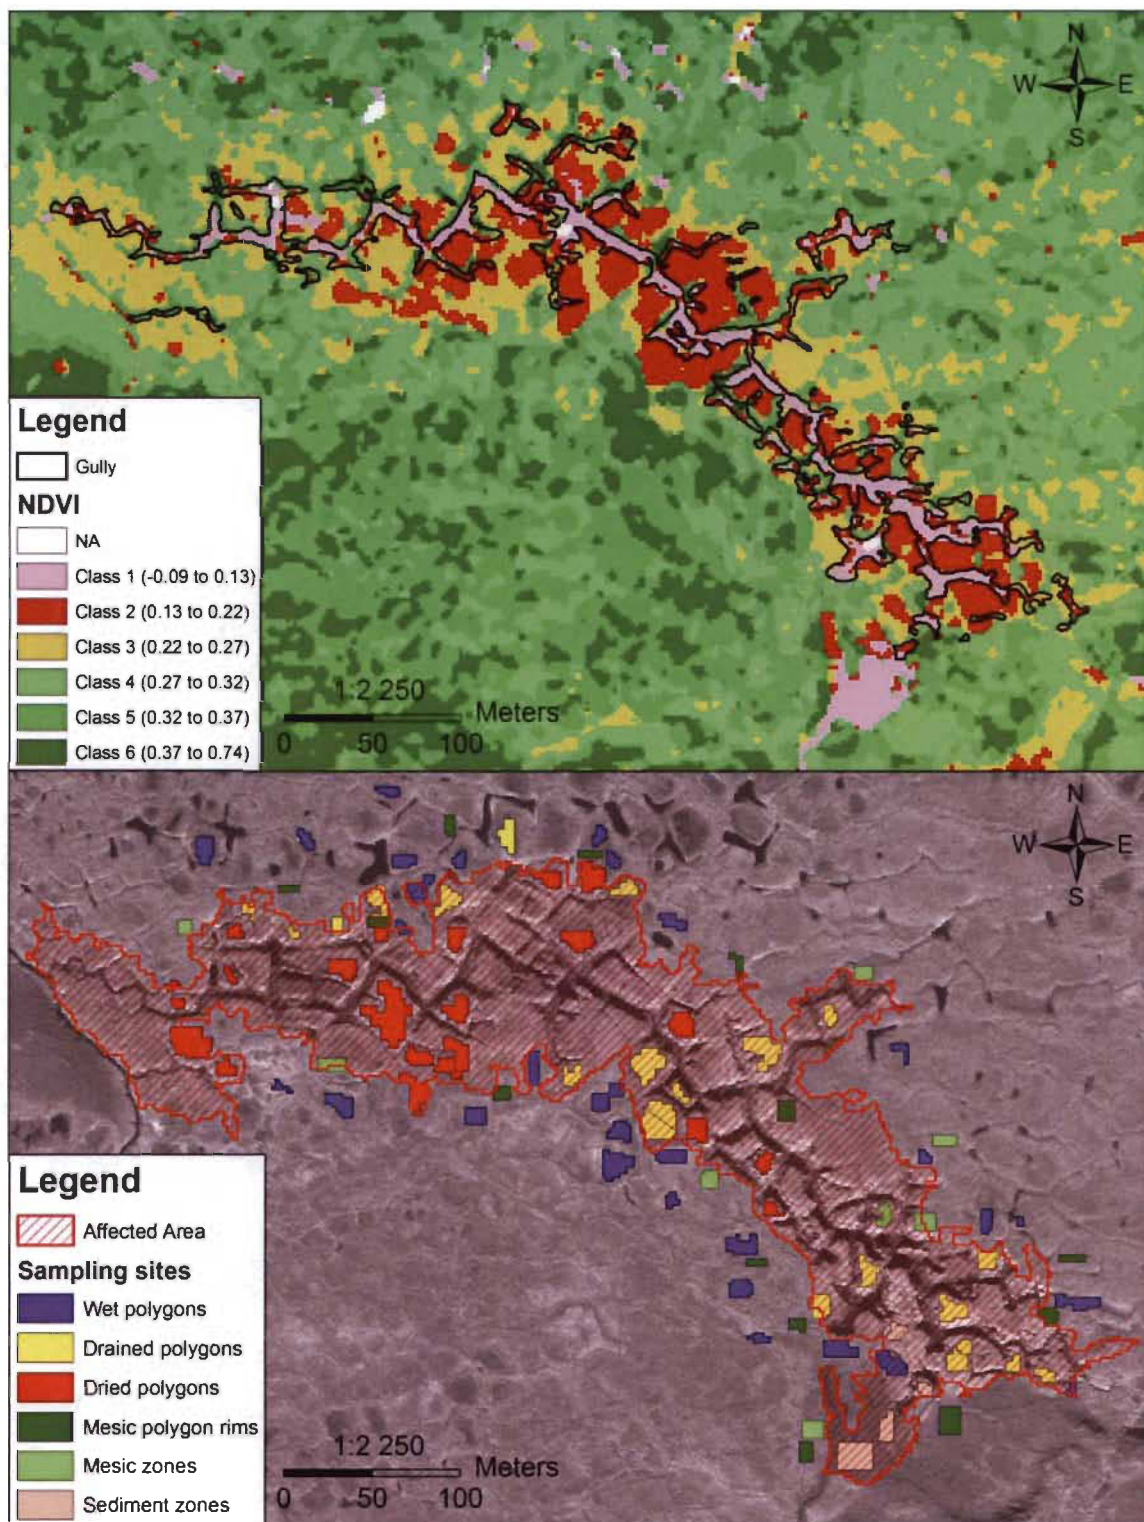 N
W E
S
Legend
Gully
NDVI
NA
Class 1 (-0.09 to 0.13)
Class 2 (0.13 to 0.22)
Class 3 (0.22 to 0.27)
Class 4 (0.27 to 0.32)
Class 5 (0.32 to 0.37)
Class 6 (0.37 to 0.74)
1:2 250
Meters
0 50 100
N
W E
S
Legend
Affected Area
Sampling sites
Wet polygons
Drained polygons
Dried polygons
Mesic polygon rims
Mesic zones
Sediment zones
1:2 250
Meters
0 50 100